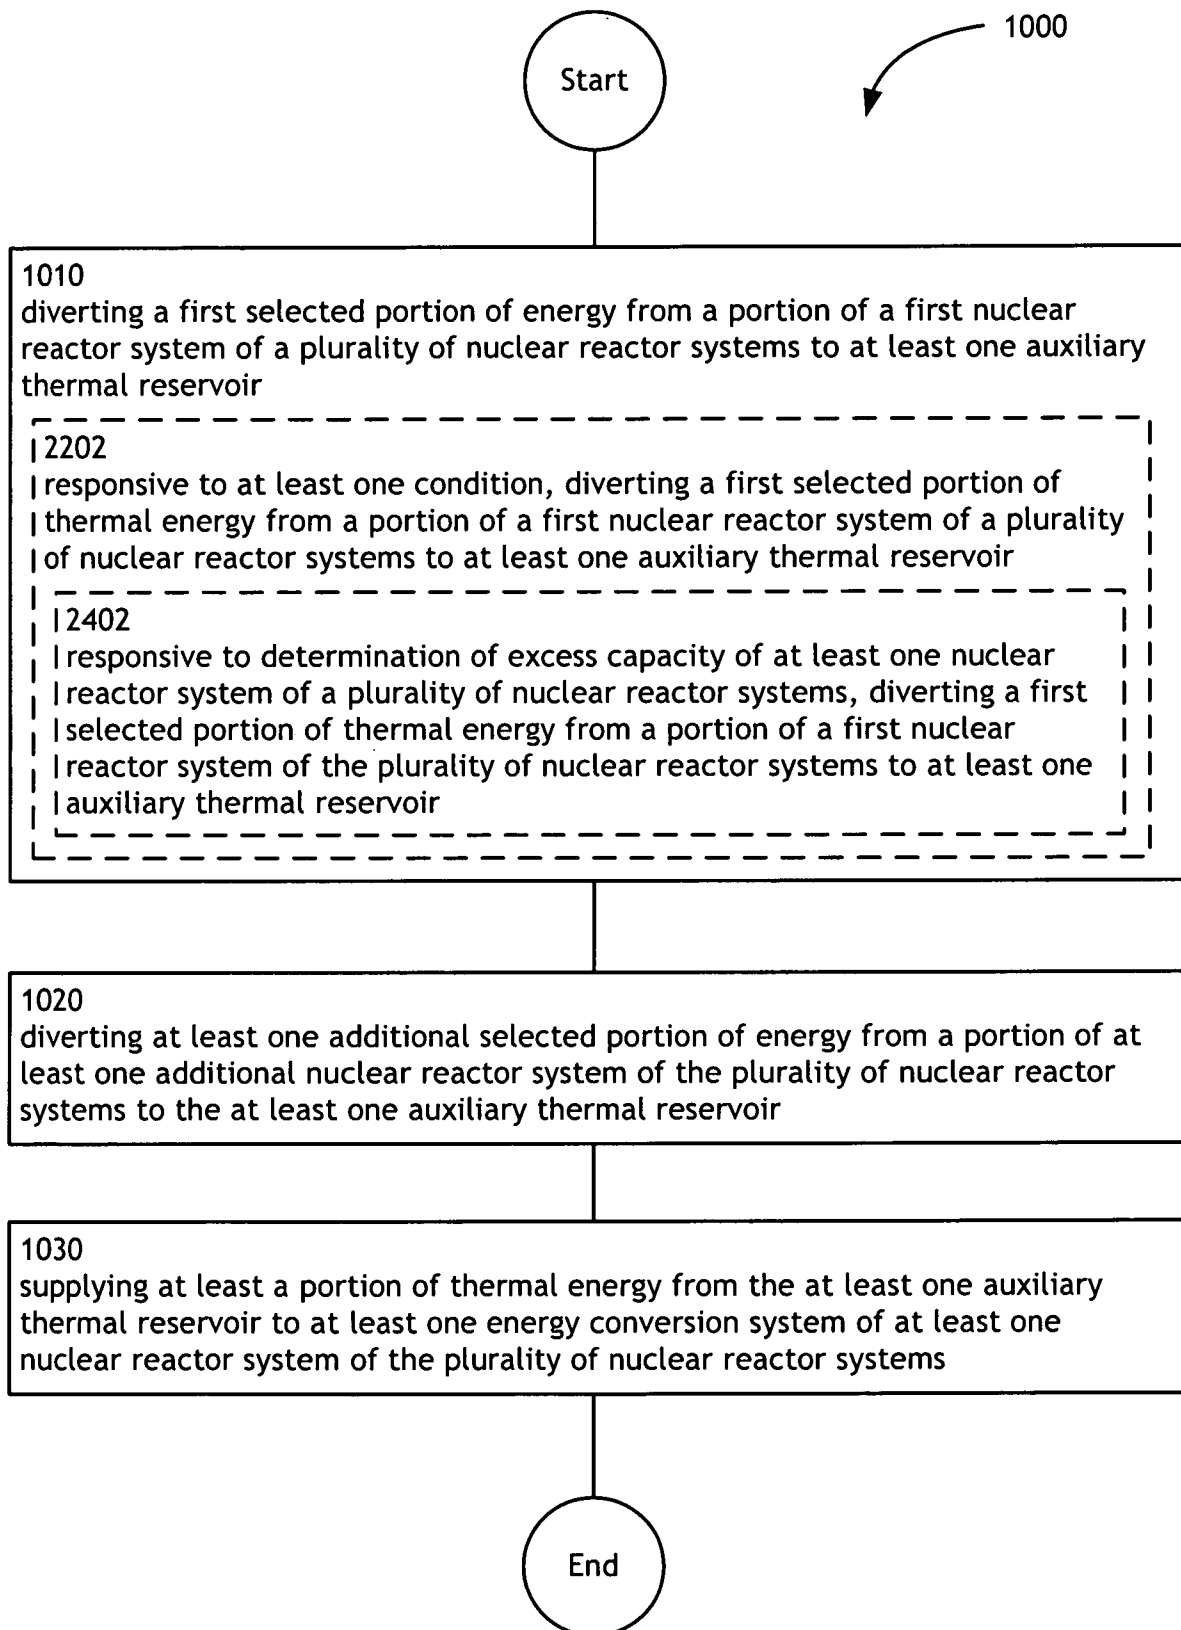 1000
Start
1010
diverting a first selected portion of energy from a portion of a first nuclear
reactor system of a plurality of nuclear reactor systems to at least one auxiliary
thermal reservoir
2202
responsive to at least one condition, diverting a first selected portion of
thermal energy from a portion of a first nuclear reactor system of a plurality
of nuclear reactor systems to at least one auxiliary thermal reservoir
2402
responsive to determination of excess capacity of at least one nuclear
reactor system of a plurality of nuclear reactor systems, diverting a first
selected portion of thermal energy from a portion of a first nuclear
reactor system of the plurality of nuclear reactor systems to at least one
auxiliary thermal reservoir
1020
diverting at least one additional selected portion of energy from a portion of at
least one additional nuclear reactor system of the plurality of nuclear reactor
systems to the at least one auxiliary thermal reservoir
1030
supplying at least a portion of thermal energy from the at least one auxiliary
thermal reservoir to at least one energy conversion system of at least one
nuclear reactor system of the plurality of nuclear reactor systems
End